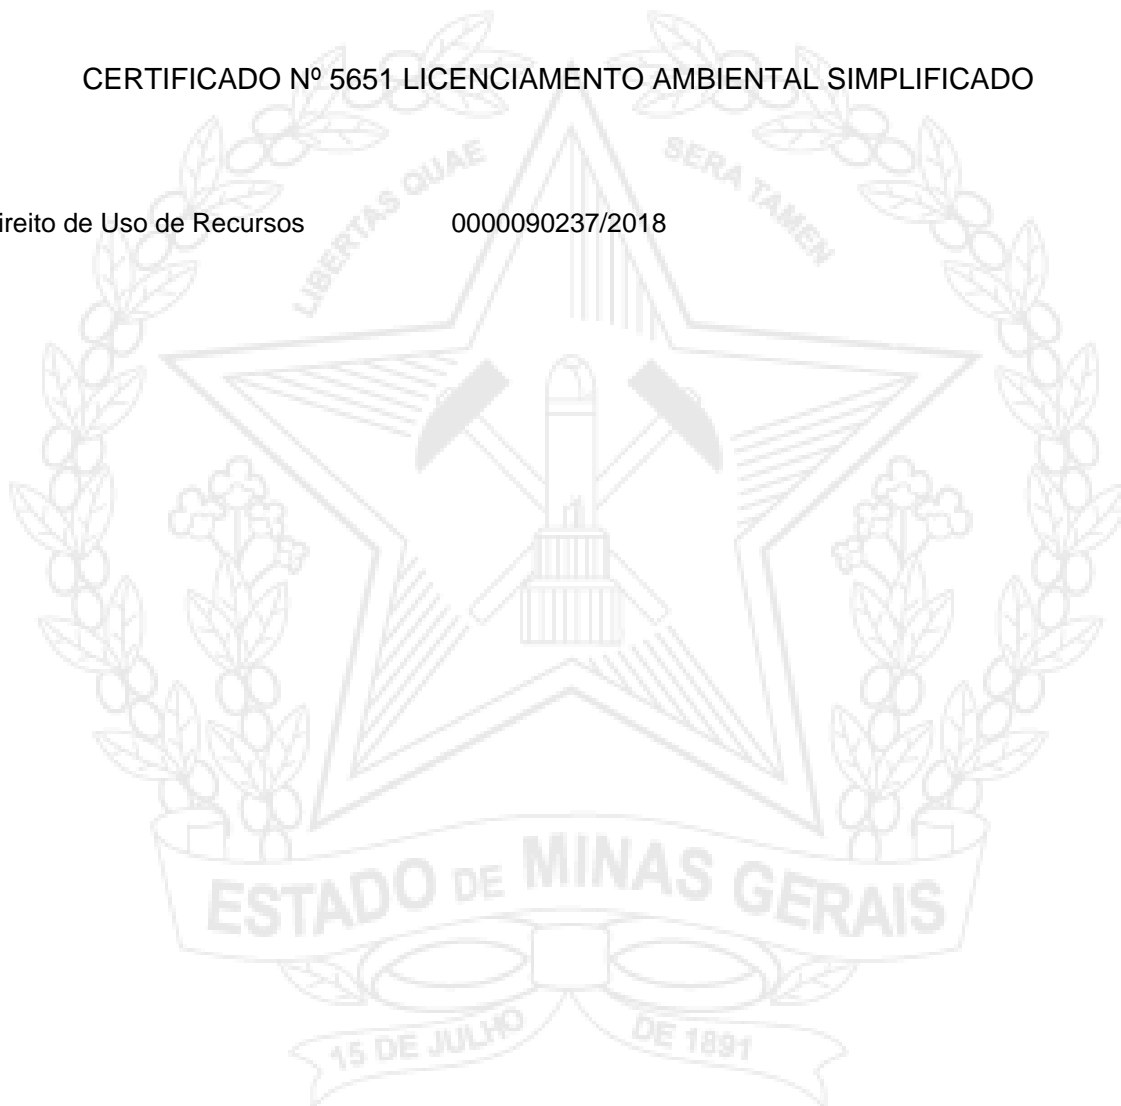 CERTIFICADO Nº 5651 LICENCIAMENTO AMBIENTAL SIMPLIFICADO
LIBERTAS QUAE SERA TAMEN
ireito de Uso de Recursos 0000090237/2018
ESTADO DE MINAS GERAIS
15 DE JULHO DE 1891